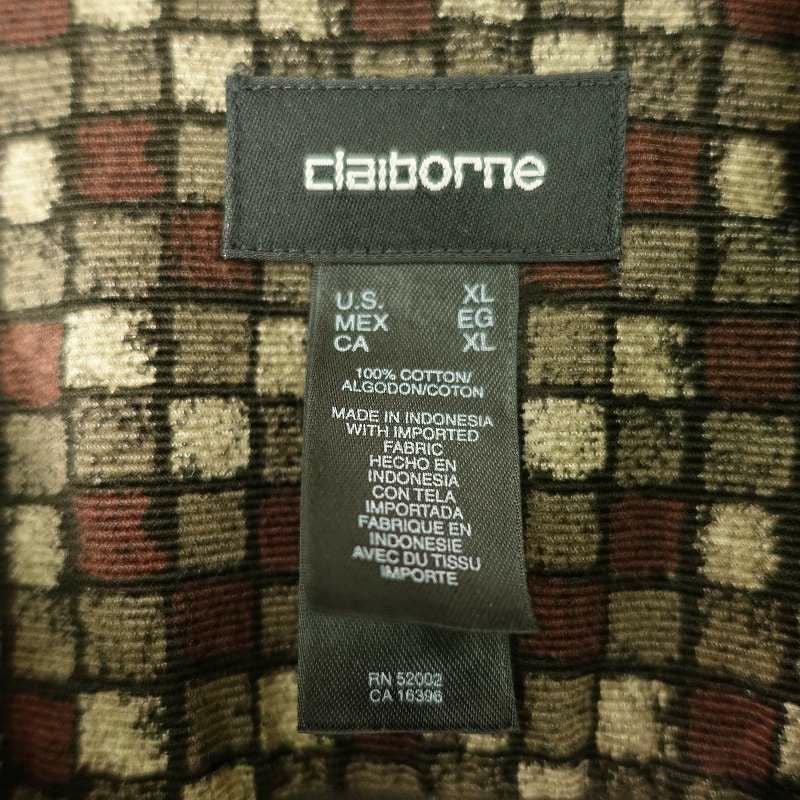 claiborne
U.S. XL
MEX EG
CA XL
100% COTTON/
ALGODON/COTON
MADE IN INDONESIA
WITH IMPORTED
FABRIC
HECHO EN
INDONESIA
CON TELA
IMPORTADA
FABRIQUE EN
INDONESIE
AVEC DU TISSU
IMPORTE
RN 52002
CA 16396